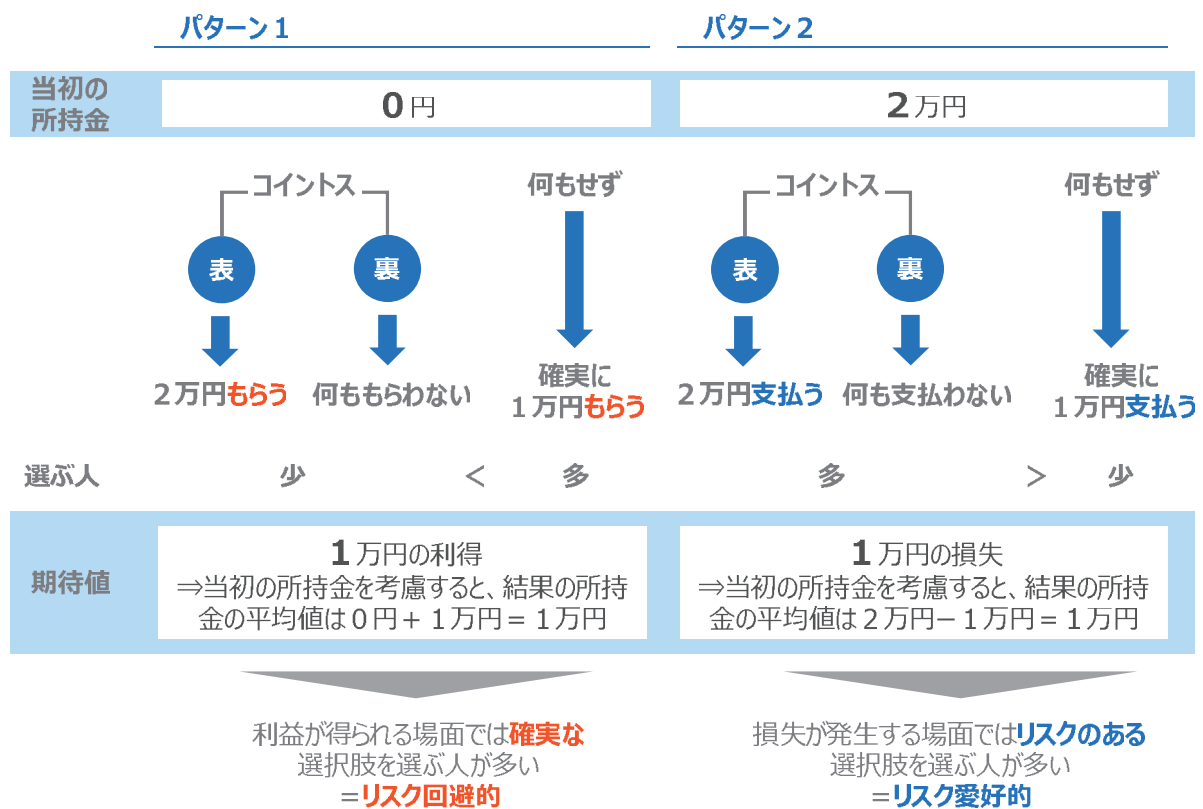 パターン1
パターン2
当初の
所持金
0円
2万円
コイントス
何もせず
コイントス
何もせず
表
裏
表
裏
2万円もらう
何ももらわない
確実に
1万円もらう
2万円支払う
何も支払わない
確実に
1万円支払う
選ぶ人
少
<
多
多
>
少
期待値
1万円の利得
⇒当初の所持金を考慮すると、結果の所持
金の平均値は0円+1万円=1万円
1万円の損失
⇒当初の所持金を考慮すると、結果の所持
金の平均値は2万円-1万円=1万円
利益が得られる場面では確実な
選択肢を選ぶ人が多い
=リスク回避的
損失が発生する場面ではリスクのある
選択肢を選ぶ人が多い
=リスク愛好的